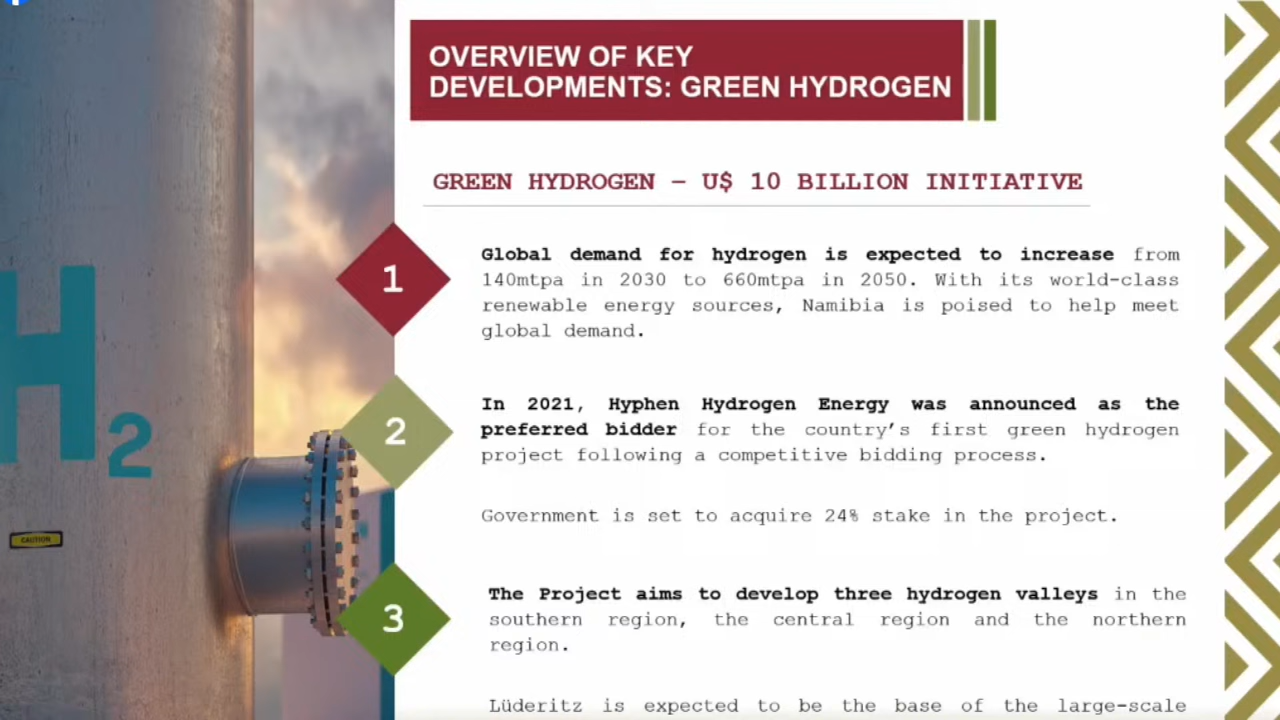 OVERVIEW OF KEY
DEVELOPMENTS: GREEN HYDROGEN
GREEN HYDROGEN – U$ 10 BILLION INITIATIVE
1
Global demand for hydrogen is expected to increase from
140mtpa in 2030 to 660mtpa in 2050. With its world-class
renewable energy sources, Namibia is poised to help meet
global demand.
2
In 2021, Hyphen Hydrogen Energy was announced as the
preferred bidder for the country’s first green hydrogen
project following a competitive bidding process.
Government is set to acquire 24% stake in the project.
3
The Project aims to develop three hydrogen valleys in the
southern region, the central region and the northern
region.
Lüderitz is expected to be the base of the large-scale
H2
CAUTION